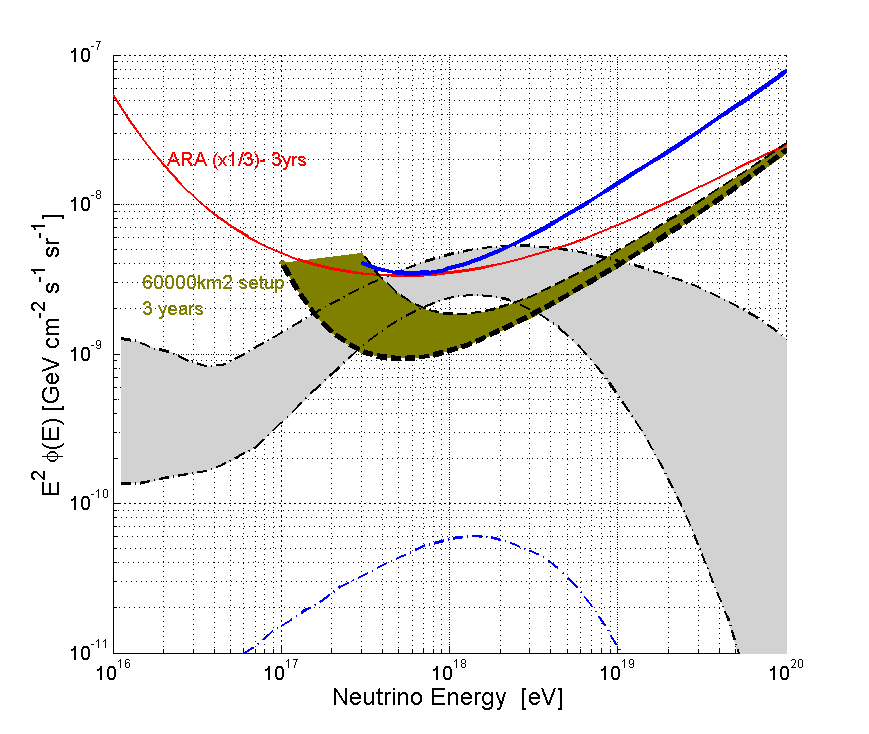 10^-7
10^-8
10^-9
10^-10
10^-11
E^2 ϕ(E) [GeV cm^-2 s^-1 sr^-1]
ARA (x1/3)- 3yrs
60000km2 setup
3 years
10^16 10^17 10^18 10^19 10^20
Neutrino Energy [eV]